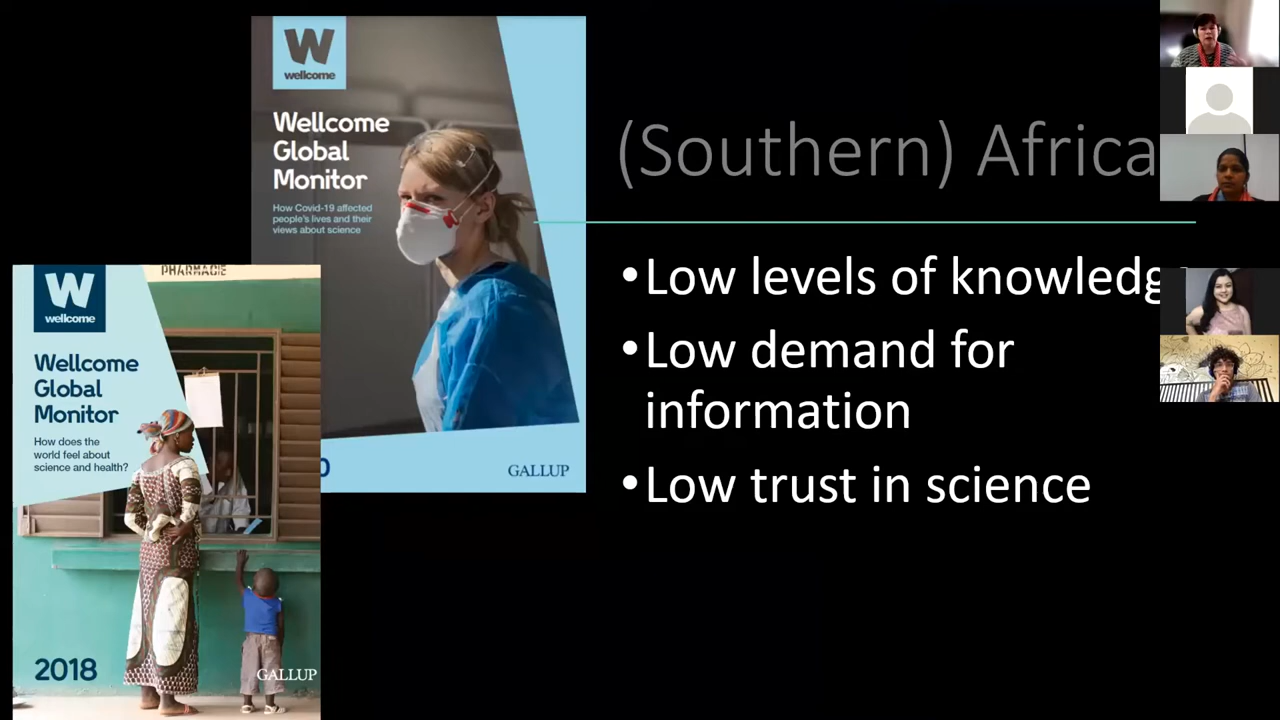 W
wellcome
Wellcome
Global
Monitor
How Covid-19 affected
people's lives and their
views about science
GALLUP
PHARMACIE
W
wellcome
Wellcome
Global
Monitor
How does the
world feel about
science and health?
2018
GALLUP
(Southern) Africa
•Low levels of knowledg
•Low demand for
information
•Low trust in science